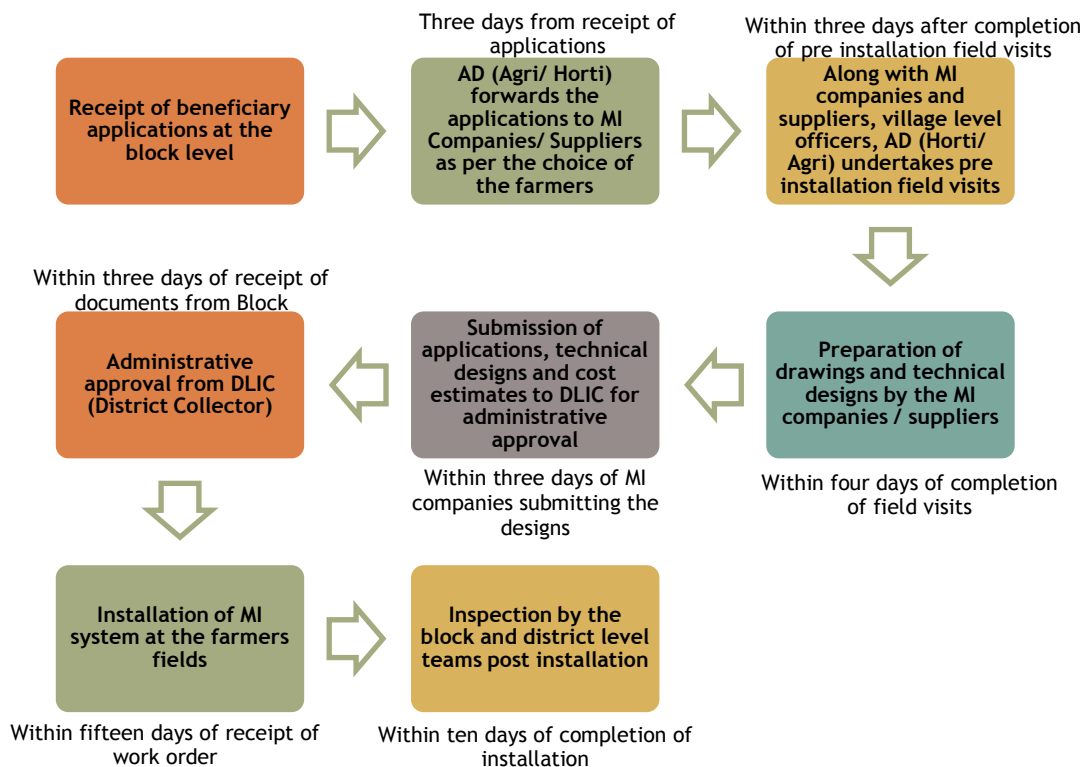 Receipt of beneficiary
applications at the
block level
Three days from receipt of
applications
AD (Agri/ Horti)
forwards the
applications to MI
Companies/ Suppliers
as per the choice of
the farmers
Within three days after completion
of pre installation field visits
Along with MI
companies and
suppliers, village level
officers, AD (Horti/
Agri) undertakes pre
installation field visits
Preparation of
drawings and technical
designs by the MI
companies / suppliers
Within four days of completion
of field visits
Submission of
applications, technical
designs and cost
estimates to DLIC for
administrative
approval
Within three days of MI
companies submitting the
designs
Within three days of receipt of
documents from Block
Administrative
approval from DLIC
(District Collector)
Installation of MI
system at the farmers
fields
Within fifteen days of receipt of
work order
Inspection by the
block and district level
teams post installation
Within ten days of completion of
installation